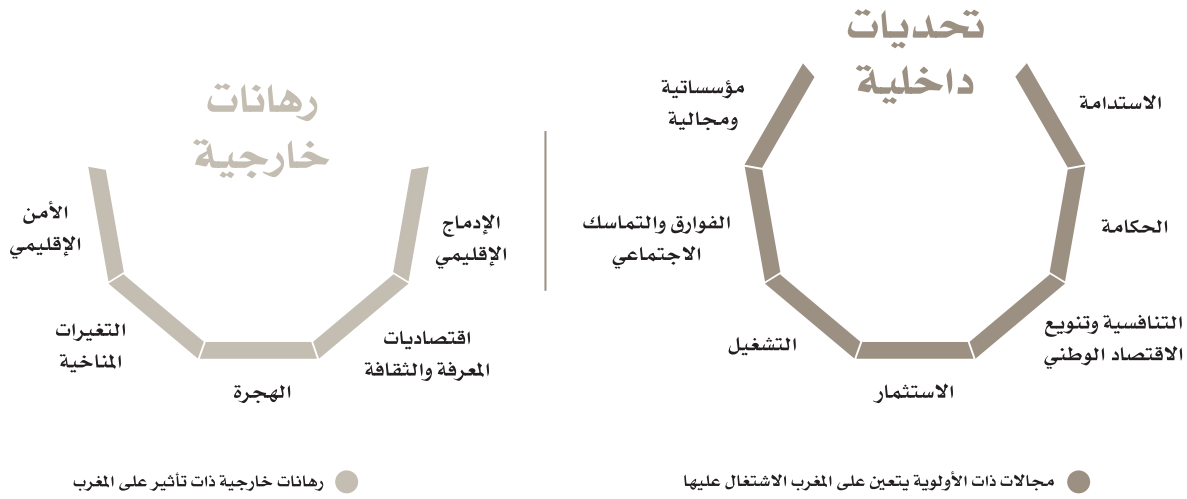 تحديات
داخلية
الاستدامة
الحكامة
التنافسية وتنويع
الاقتصاد الوطني
الاستثمار
التشغيل
الفوارق والتماسك
الاجتماعي
مؤسساتية
ومجالية
مجالات ذات الأولوية يتعين على المغرب الاشتغال عليها
رهانات
خارجية
الإدماج
الإقليمي
اقتصاديات
المعرفة والثقافة
الهجرة
التغيرات
المناخية
الأمن
الإقليمي
رهانات خارجية ذات تأثير على المغرب